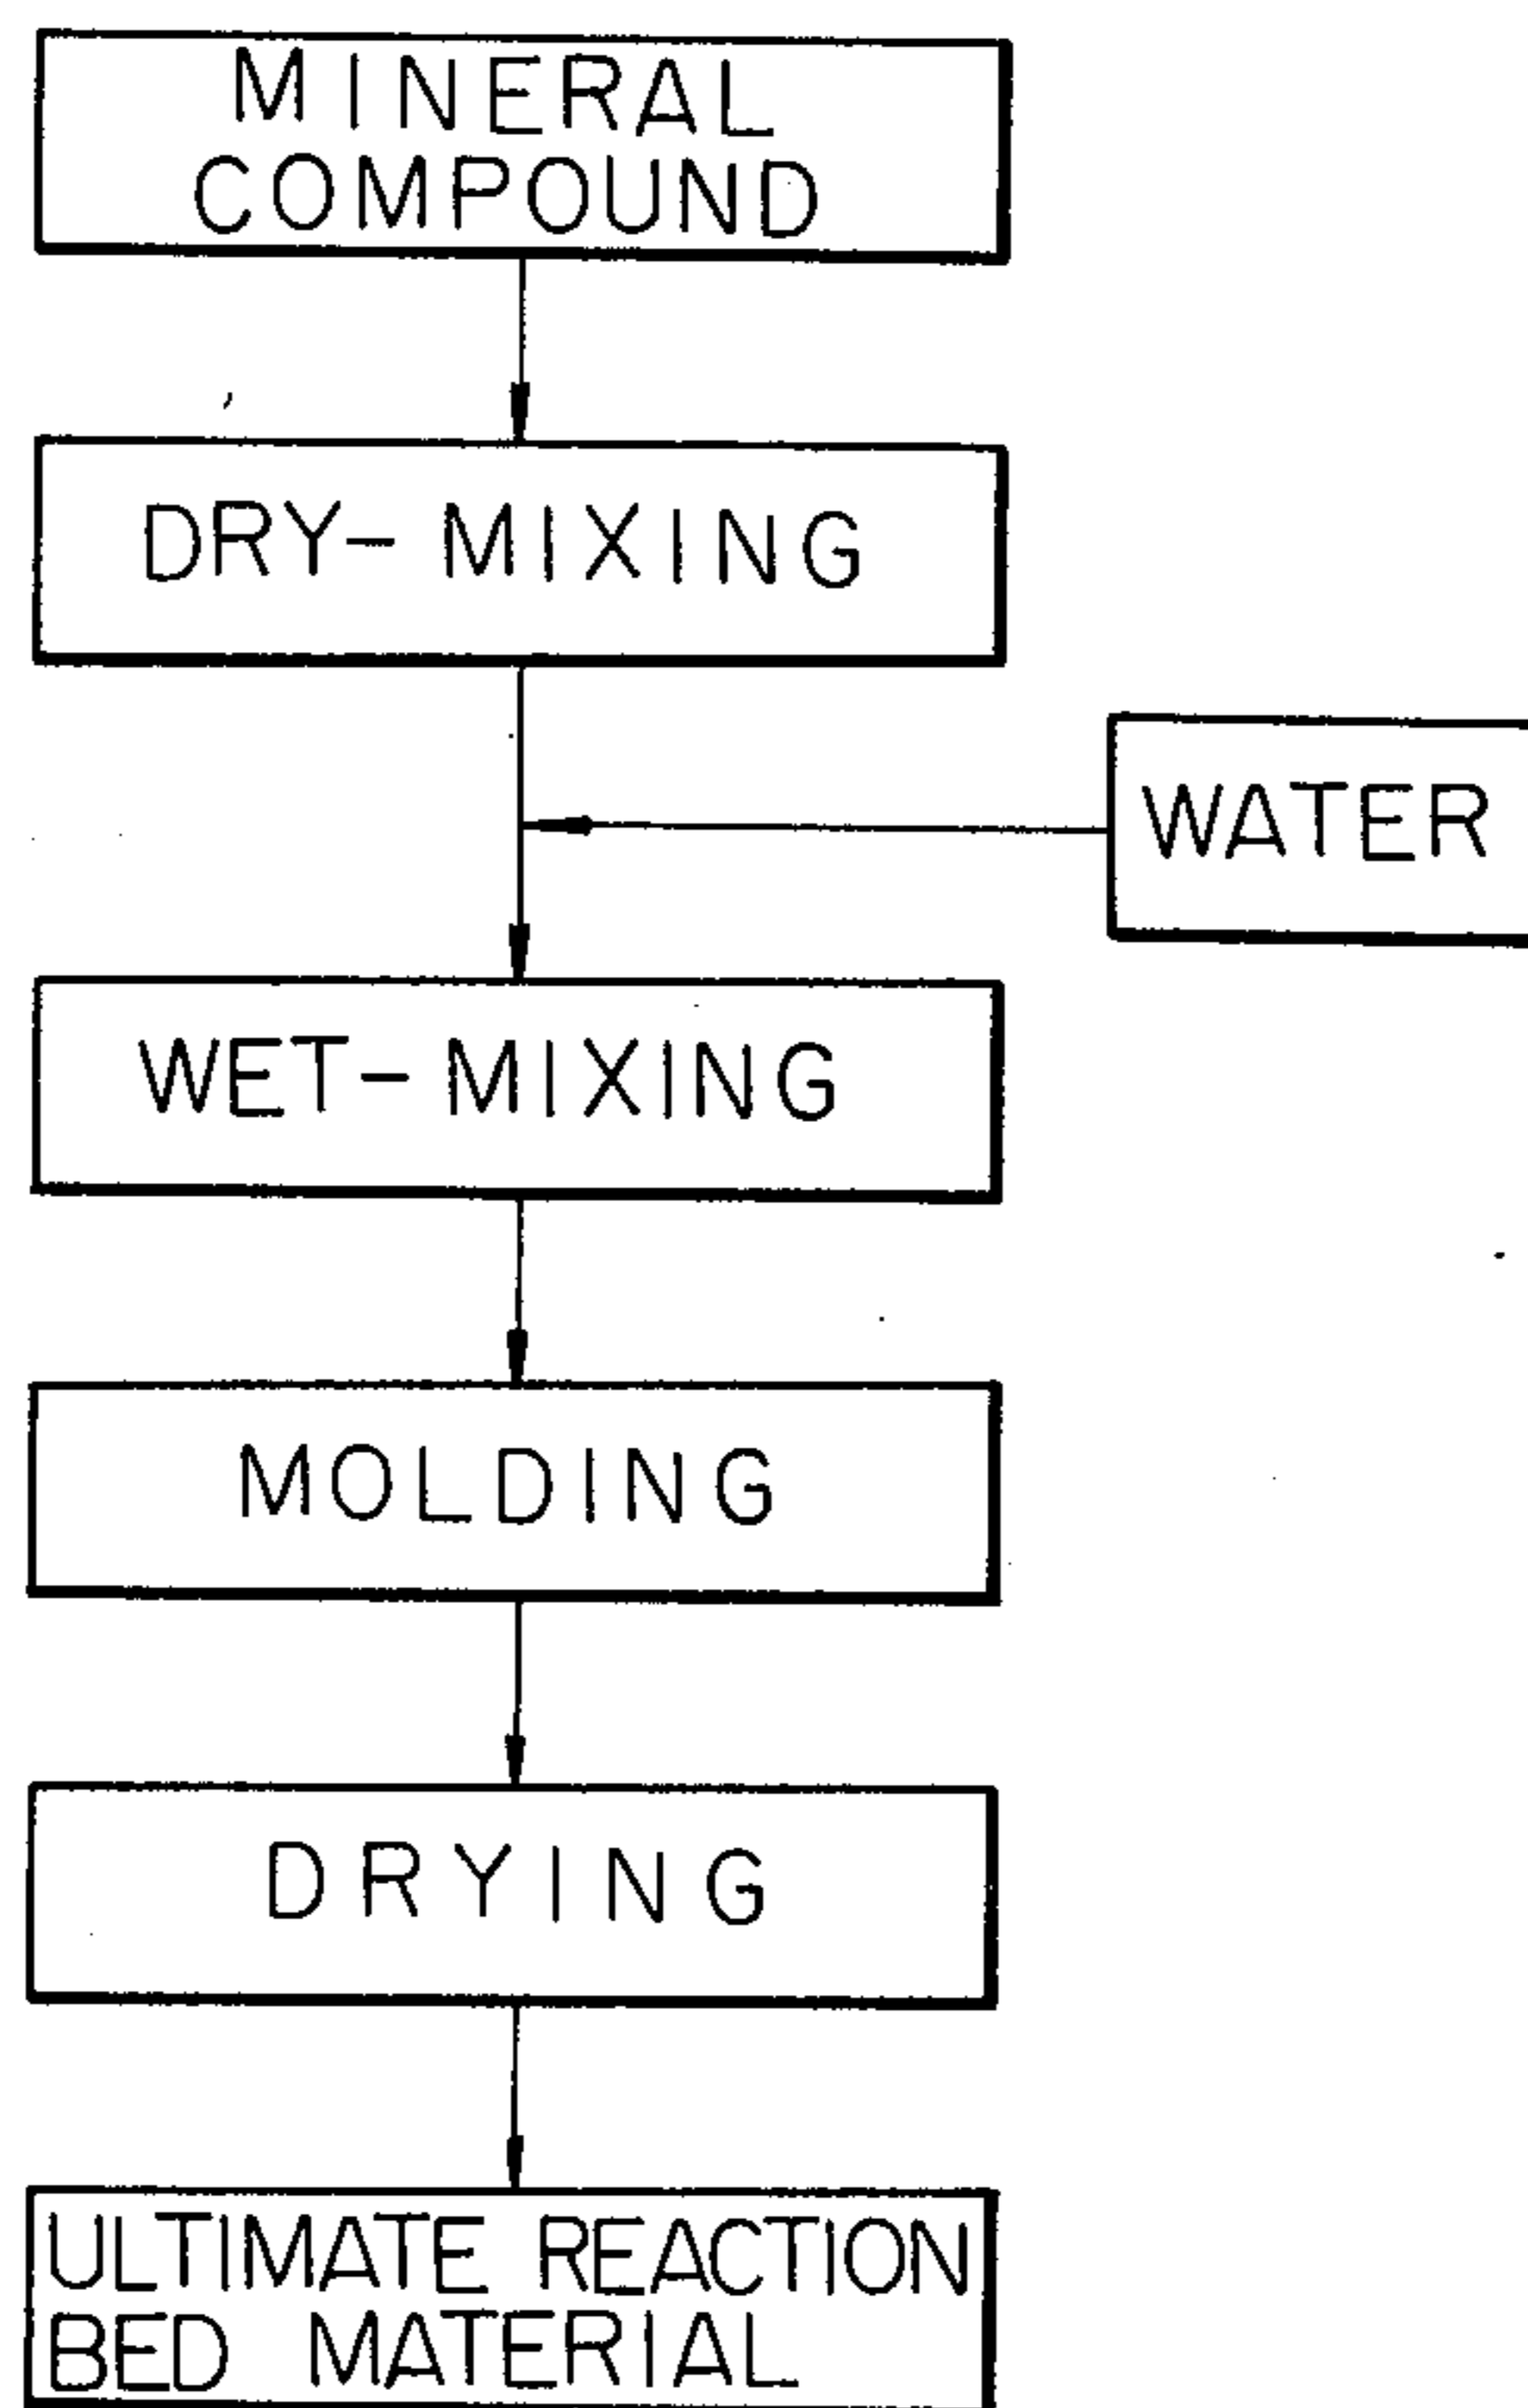 MINERAL
COMPOUND
DRY-MIXING
WATER
WET-MIXING
MOLDING
DRYING
ULTIMATE REACTION
BED MATERIAL